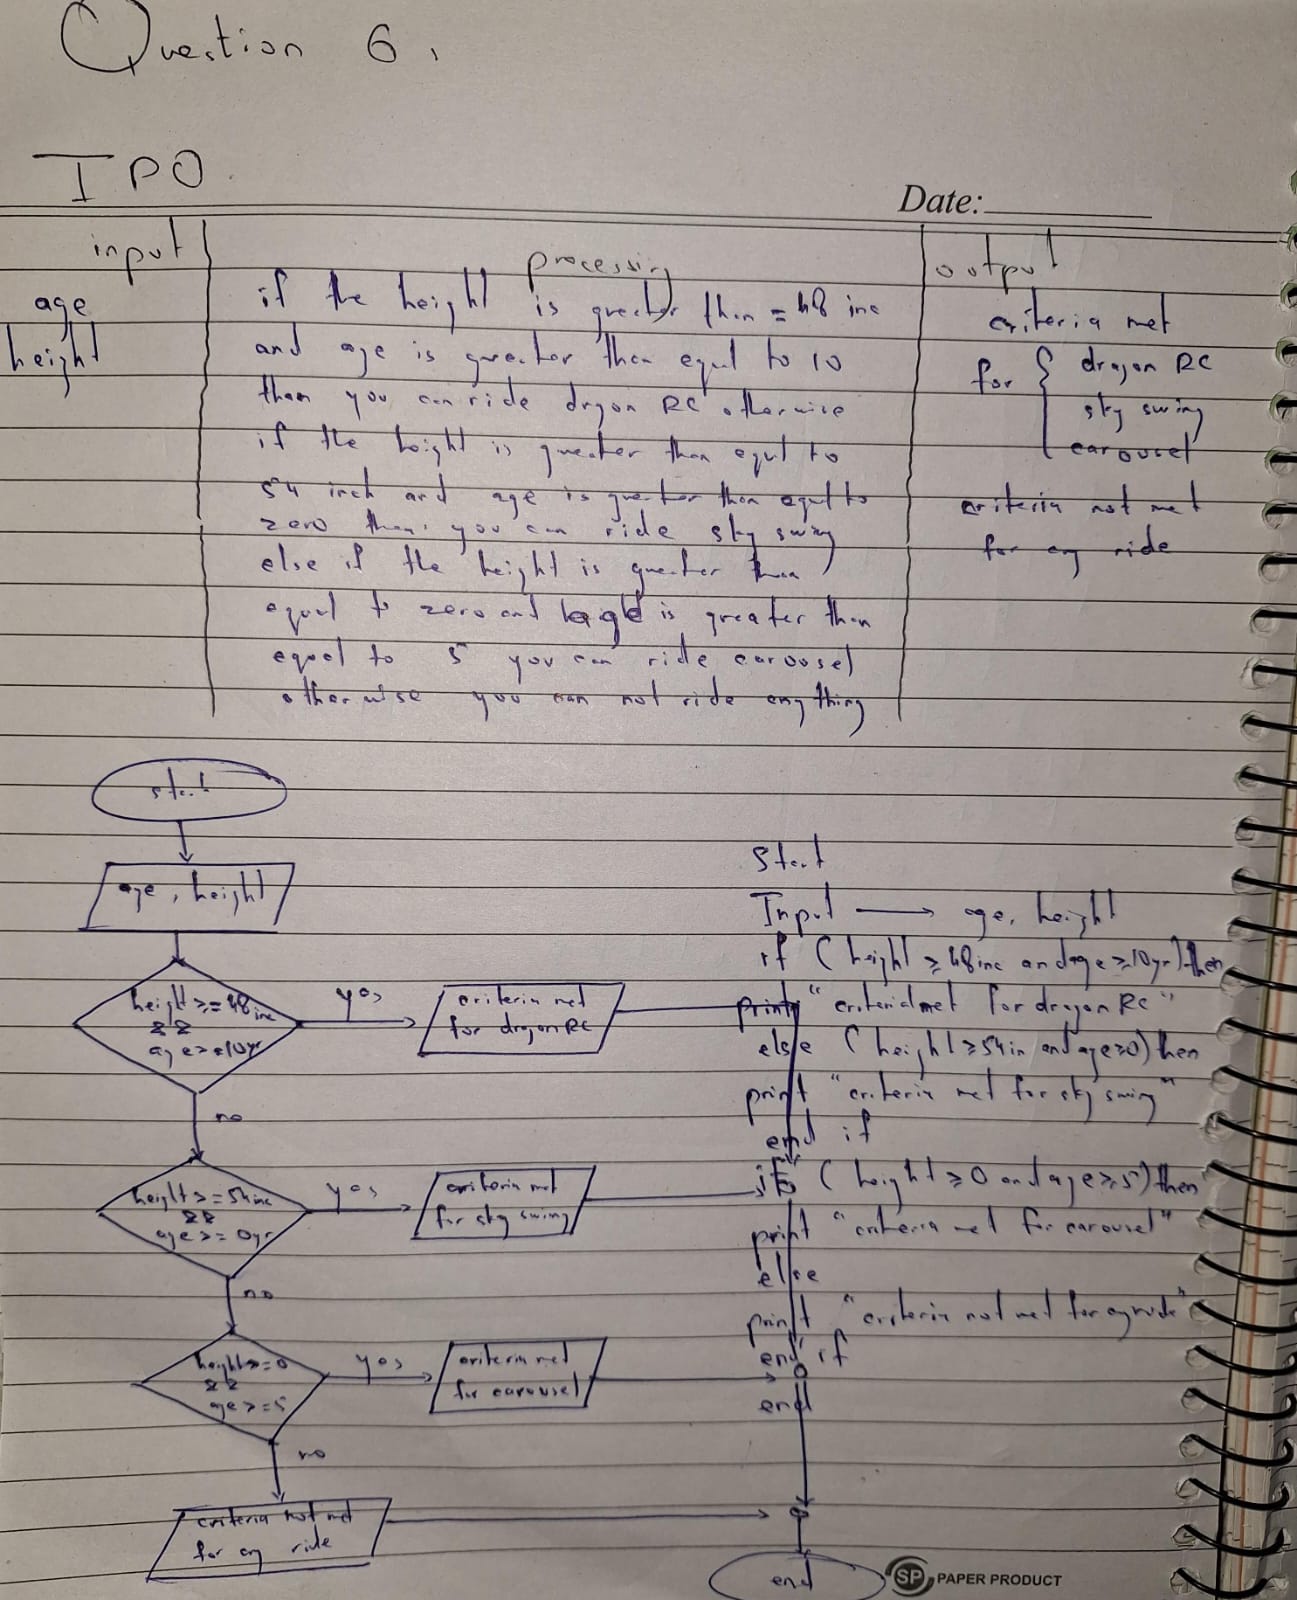 Question 6.
IPO
Date:
input
processing
output
age
height
if the height is greater than = 48 inc
and age is greater than equal to 10
than you can ride drgon RC otherwise
if the height is greater than equl to
54 inch and age is greater than equl to
zero than you can ride sky swing
else if the height is greater than
equal to zero and age is greater than
equal to 5 you can ride carousel
otherwise you can not ride any thing
criteria met
for { dragon RC
sky swing
carousel
criteria not met
for any ride
start
age, height
height >= 48 inc
&&
age >= 10yr
yes
criteria met
for dragon RC
no
height >= 54 inc
&&
age >= 0yr
yes
criteria met
for sky swing
no
height >= 0
&&
age >= 5
yes
criteria met
for carousel
no
criteria not met
for any ride
end
Start
Input → age, height
if (height ≥ 48 inc and age ≥ 10yr) then
print "criteria met for dragon RC"
else (height ≥ 54 in and age ≥ 0) then
print "criteria met for sky swing"
end if
if (height ≥ 0 and age ≥ 5) then
print "criteria met for carousel"
else
print "criteria not met for ride"
end if
end
SP PAPER PRODUCT